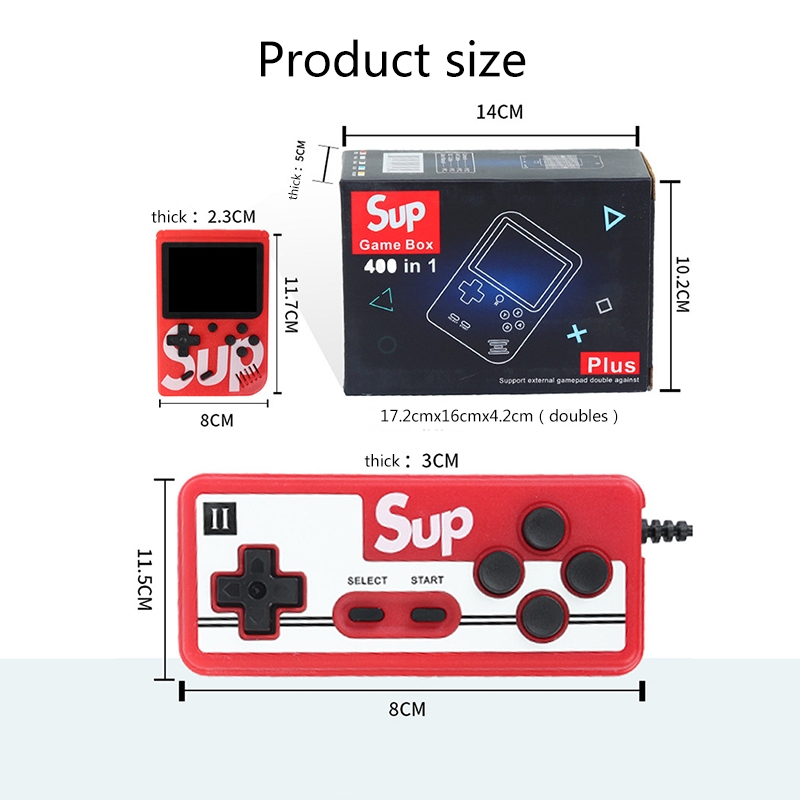 Product size
14CM
thick：5CM
Sup
Game Box
400 in 1
10.2CM
Plus
Support external gamepad double against
17.2cmx16cmx4.2cm ( doubles )
thick：2.3CM
11.7CM
Sup
8CM
thick：3CM
II
Sup
SELECT START
11.5CM
8CM